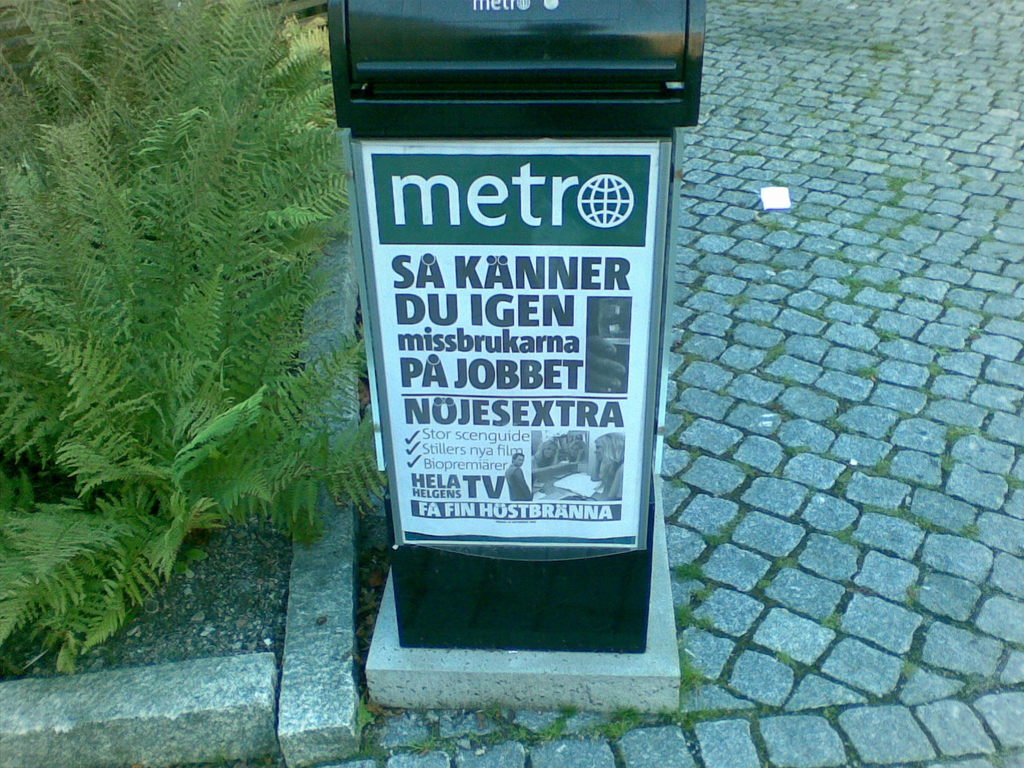 metro
metro
SÅ KÄNNER
DU IGEN
missbrukarna
PÅ JOBBET
NÖJESEXTRA
Stor scenguide
Stillers nya film
Biopremiärer
HELA
HELGENS TV
FÅ FIN HÖSTBRÄNNA